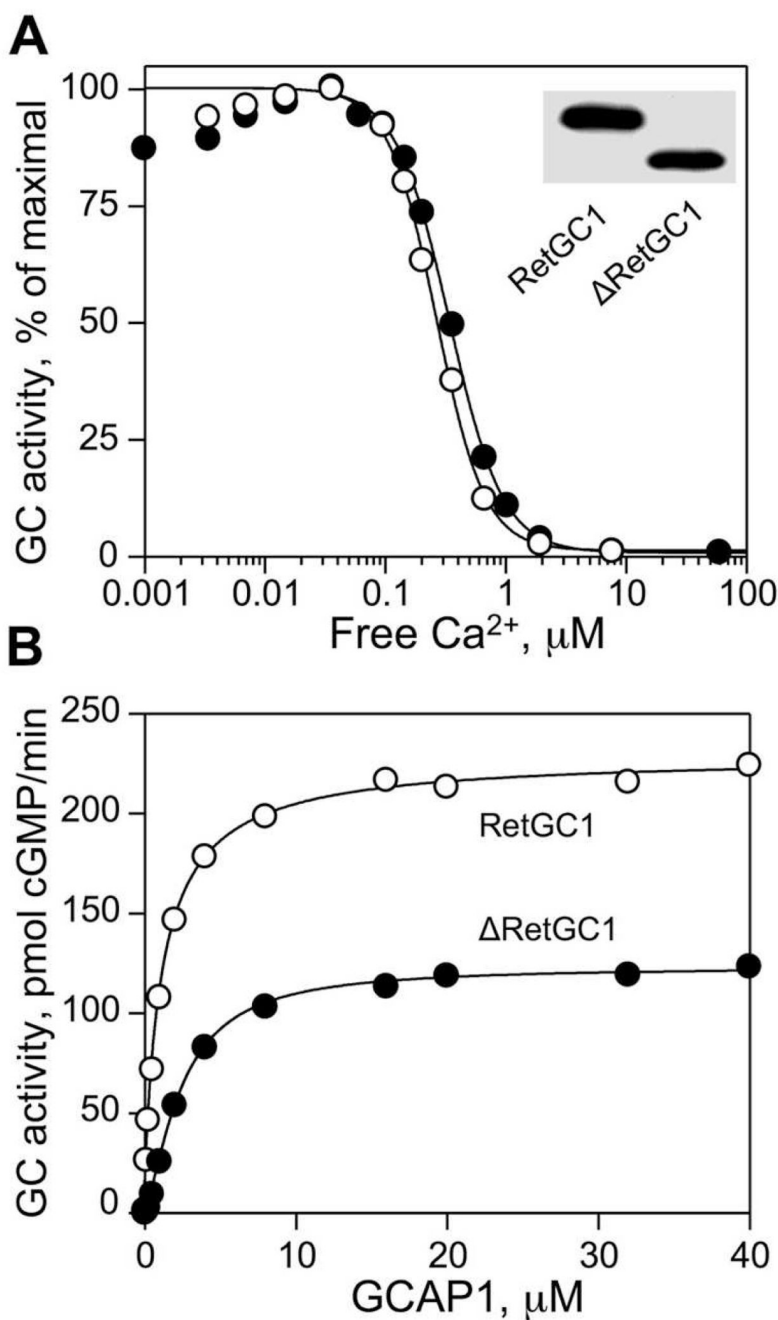 A
GC activity, % of maximal
100
75
50
25
0
RetGC1
ΔRetGC1
0.001
0.01
0.1
1
10
100
Free Ca²⁺, μM
B
GC activity, pmol cGMP/min
250
200
150
100
50
0
RetGC1
ΔRetGC1
0
10
20
30
40
GCAP1, μM